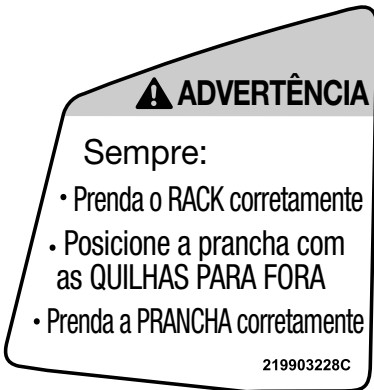 ADVERTÊNCIA
Sempre:
• Prenda o RACK corretamente
• Posicione a prancha com
as QUILHAS PARA FORA
• Prenda a PRANCHA corretamente
219903228C